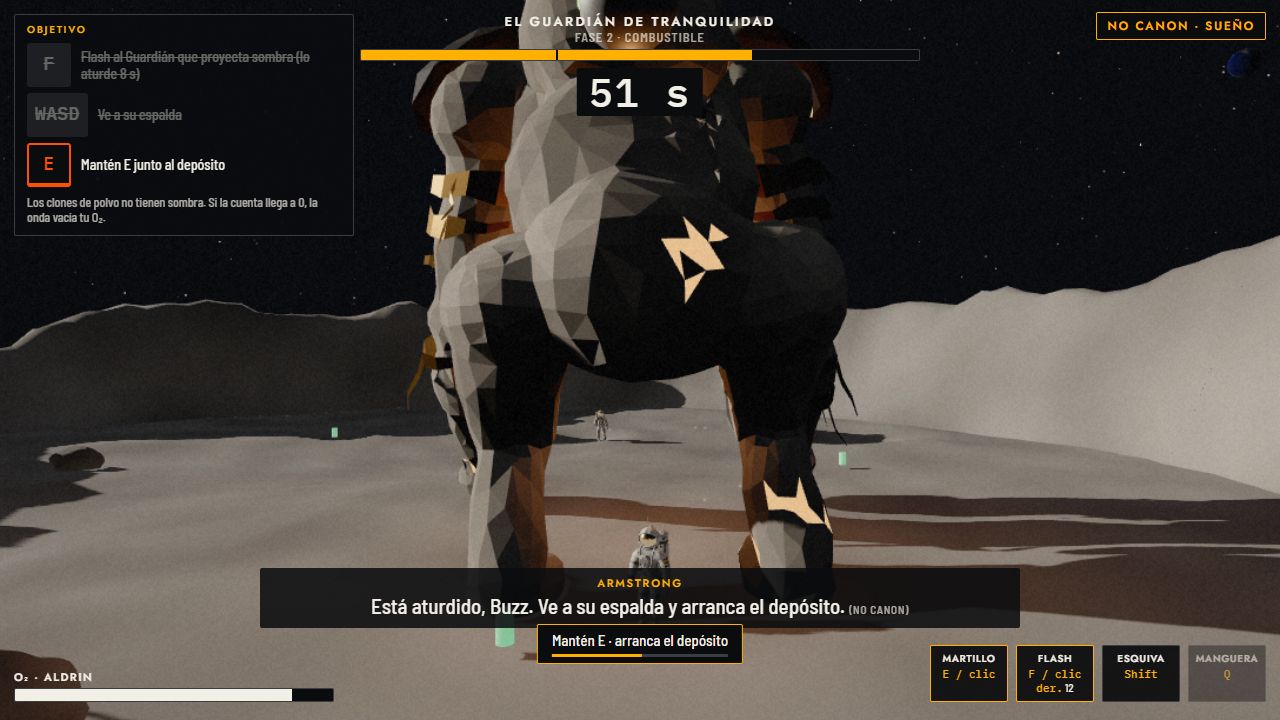 OBJETIVO
F
Flash al Guardián que proyecta sombra (lo
aturde 8 s)
WASD
Ve a su espalda
E
Mantén E junto al depósito
Los clones de polvo no tienen sombra. Si la cuenta llega a 0, la
onda vacía tu O₂.
EL GUARDIÁN DE TRANQUILIDAD
FASE 2 · COMBUSTIBLE
51 s
NO CANON · SUEÑO
ARMSTRONG
Está aturdido, Buzz. Ve a su espalda y arranca el depósito. (NO CANON)
Mantén E · arranca el depósito
O₂ - ALDRIN
MARTILLO
E / clic
FLASH
F / clic
der. 12
ESQUIVA
Shift
MANGUERA
Q